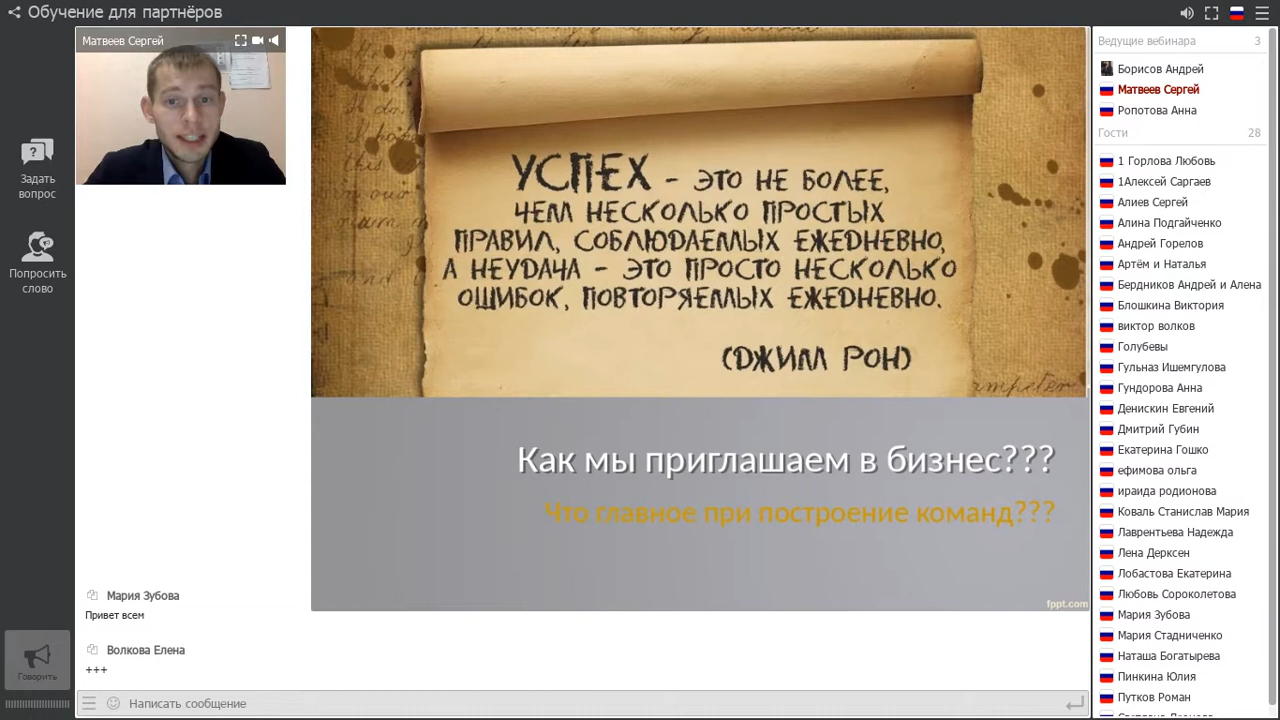 Обучение для партнёров
Матвеев Сергей
Задать
вопрос
Попросить
слово
Говорить
УСПЕХ - ЭТО НЕ БОЛЕЕ,
ЧЕМ НЕСКОЛЬКО ПРОСТЫХ
ПРАВИЛ, СОБЛЮДАЕМЫХ ЕЖЕДНЕВНО,
А НЕУДАЧА - ЭТО ПРОСТО НЕСКОЛЬКО
ОШИБОК, ПОВТОРЯЕМЫХ ЕЖЕДНЕВНО.
(ДЖИМ РОН)
Как мы приглашаем в бизнес???
Что главное при построение команд???
fppt.com
Мария Зубова
Привет всем
Волкова Елена
+++
Написать сообщение
Ведущие вебинара 3
Борисов Андрей
Матвеев Сергей
Ропотова Анна
Гости 28
1 Горлова Любовь
1Алексей Саргаев
Алиев Сергей
Алина Подгайченко
Андрей Горелов
Артём и Наталья
Бердников Андрей и Алена
Блошкина Виктория
виктор волков
Голубевы
Гульназ Ишемгулова
Гундорова Анна
Денискин Евгений
Дмитрий Губин
Екатерина Гошко
ефимова ольга
ираида родионова
Коваль Станислав Мария
Лаврентьева Надежда
Лена Дерксен
Лобастова Екатерина
Любовь Сороколетова
Мария Зубова
Мария Стадниченко
Наташа Богатырева
Пинкина Юлия
Путков Роман